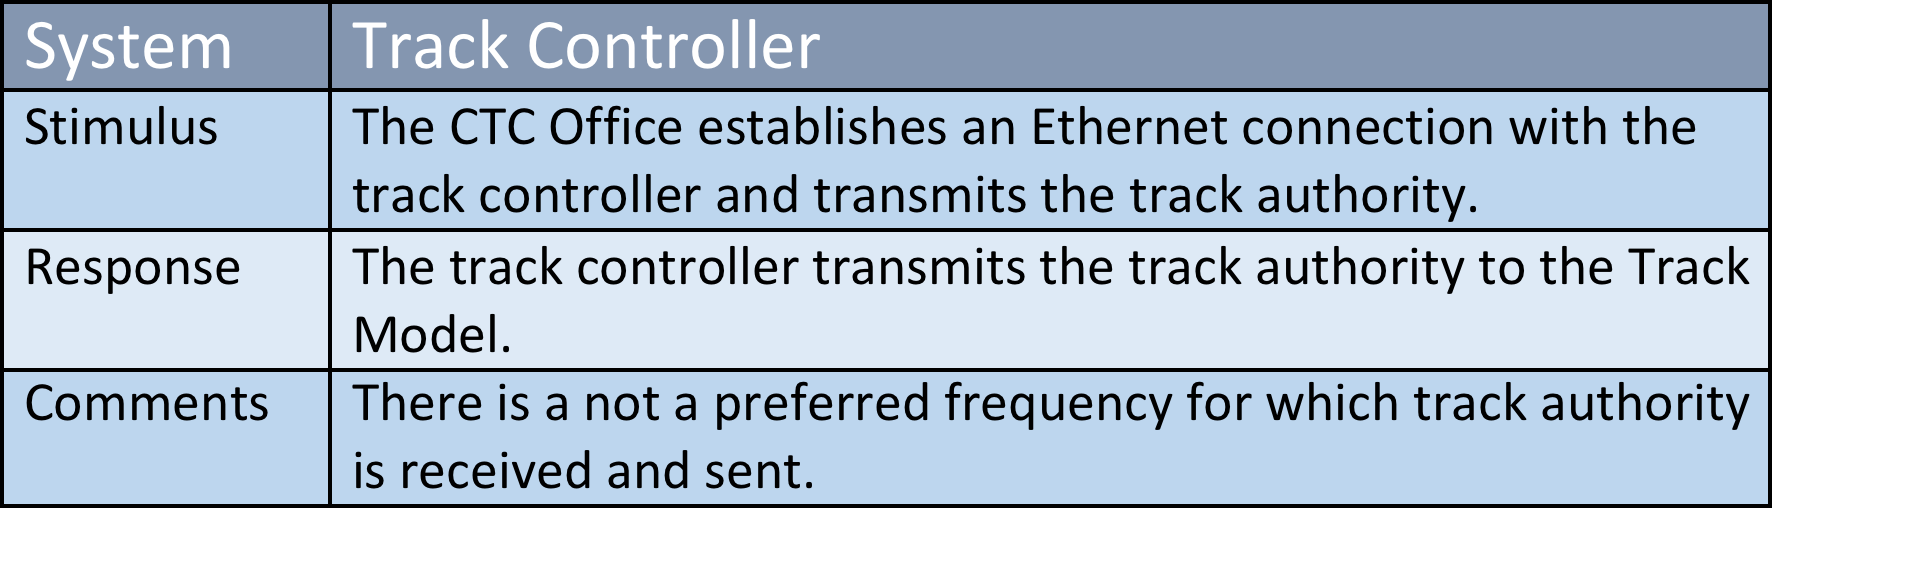 System Track Controller
Stimulus The CTC Office establishes an Ethernet connection with the
track controller and transmits the track authority.
Response The track controller transmits the track authority to the Track
Model.
Comments There is a not a preferred frequency for which track authority
is received and sent.